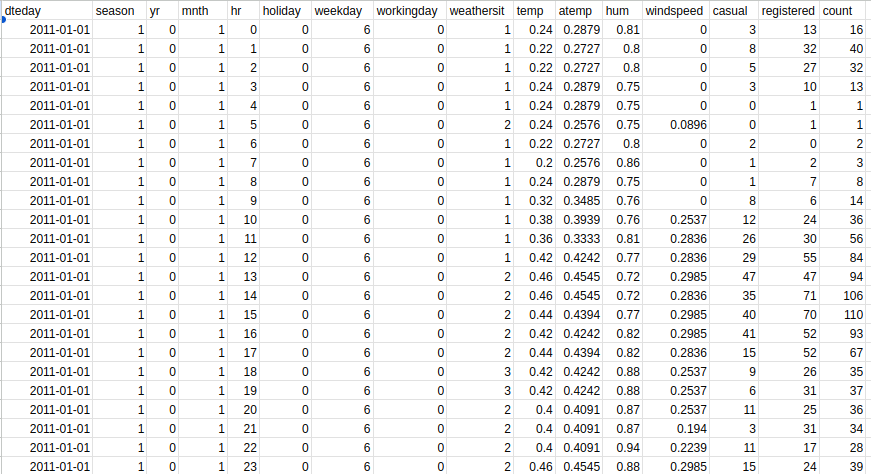 dteday season yr mnth hr holiday weekday workingday weathersit temp atemp hum windspeed casual registered count
2011-01-01 1 0 1 0 0 6 0 1 0.24 0.2879 0.81 0 3 13 16
2011-01-01 1 0 1 1 0 6 0 1 0.22 0.2727 0.8 0 8 32 40
2011-01-01 1 0 1 2 0 6 0 1 0.22 0.2727 0.8 0 5 27 32
2011-01-01 1 0 1 3 0 6 0 1 0.24 0.2879 0.75 0 3 10 13
2011-01-01 1 0 1 4 0 6 0 1 0.24 0.2879 0.75 0 0 1 1
2011-01-01 1 0 1 5 0 6 0 2 0.24 0.2576 0.75 0.0896 0 1 1
2011-01-01 1 0 1 6 0 6 0 1 0.22 0.2727 0.8 0 2 0 2
2011-01-01 1 0 1 7 0 6 0 1 0.2 0.2576 0.86 0 1 2 3
2011-01-01 1 0 1 8 0 6 0 1 0.24 0.2879 0.75 0 1 7 8
2011-01-01 1 0 1 9 0 6 0 1 0.32 0.3485 0.76 0 8 6 14
2011-01-01 1 0 1 10 0 6 0 1 0.38 0.3939 0.76 0.2537 12 24 36
2011-01-01 1 0 1 11 0 6 0 1 0.36 0.3333 0.81 0.2836 26 30 56
2011-01-01 1 0 1 12 0 6 0 1 0.42 0.4242 0.77 0.2836 29 55 84
2011-01-01 1 0 1 13 0 6 0 2 0.46 0.4545 0.72 0.2985 47 47 94
2011-01-01 1 0 1 14 0 6 0 2 0.46 0.4545 0.72 0.2836 35 71 106
2011-01-01 1 0 1 15 0 6 0 2 0.44 0.4394 0.77 0.2985 40 70 110
2011-01-01 1 0 1 16 0 6 0 2 0.42 0.4242 0.82 0.2985 41 52 93
2011-01-01 1 0 1 17 0 6 0 2 0.44 0.4394 0.82 0.2836 15 52 67
2011-01-01 1 0 1 18 0 6 0 3 0.42 0.4242 0.88 0.2537 9 26 35
2011-01-01 1 0 1 19 0 6 0 3 0.42 0.4242 0.88 0.2537 6 31 37
2011-01-01 1 0 1 20 0 6 0 2 0.4 0.4091 0.87 0.2537 11 25 36
2011-01-01 1 0 1 21 0 6 0 2 0.4 0.4091 0.87 0.194 3 31 34
2011-01-01 1 0 1 22 0 6 0 2 0.4 0.4091 0.94 0.2239 11 17 28
2011-01-01 1 0 1 23 0 6 0 2 0.46 0.4545 0.88 0.2985 15 24 39